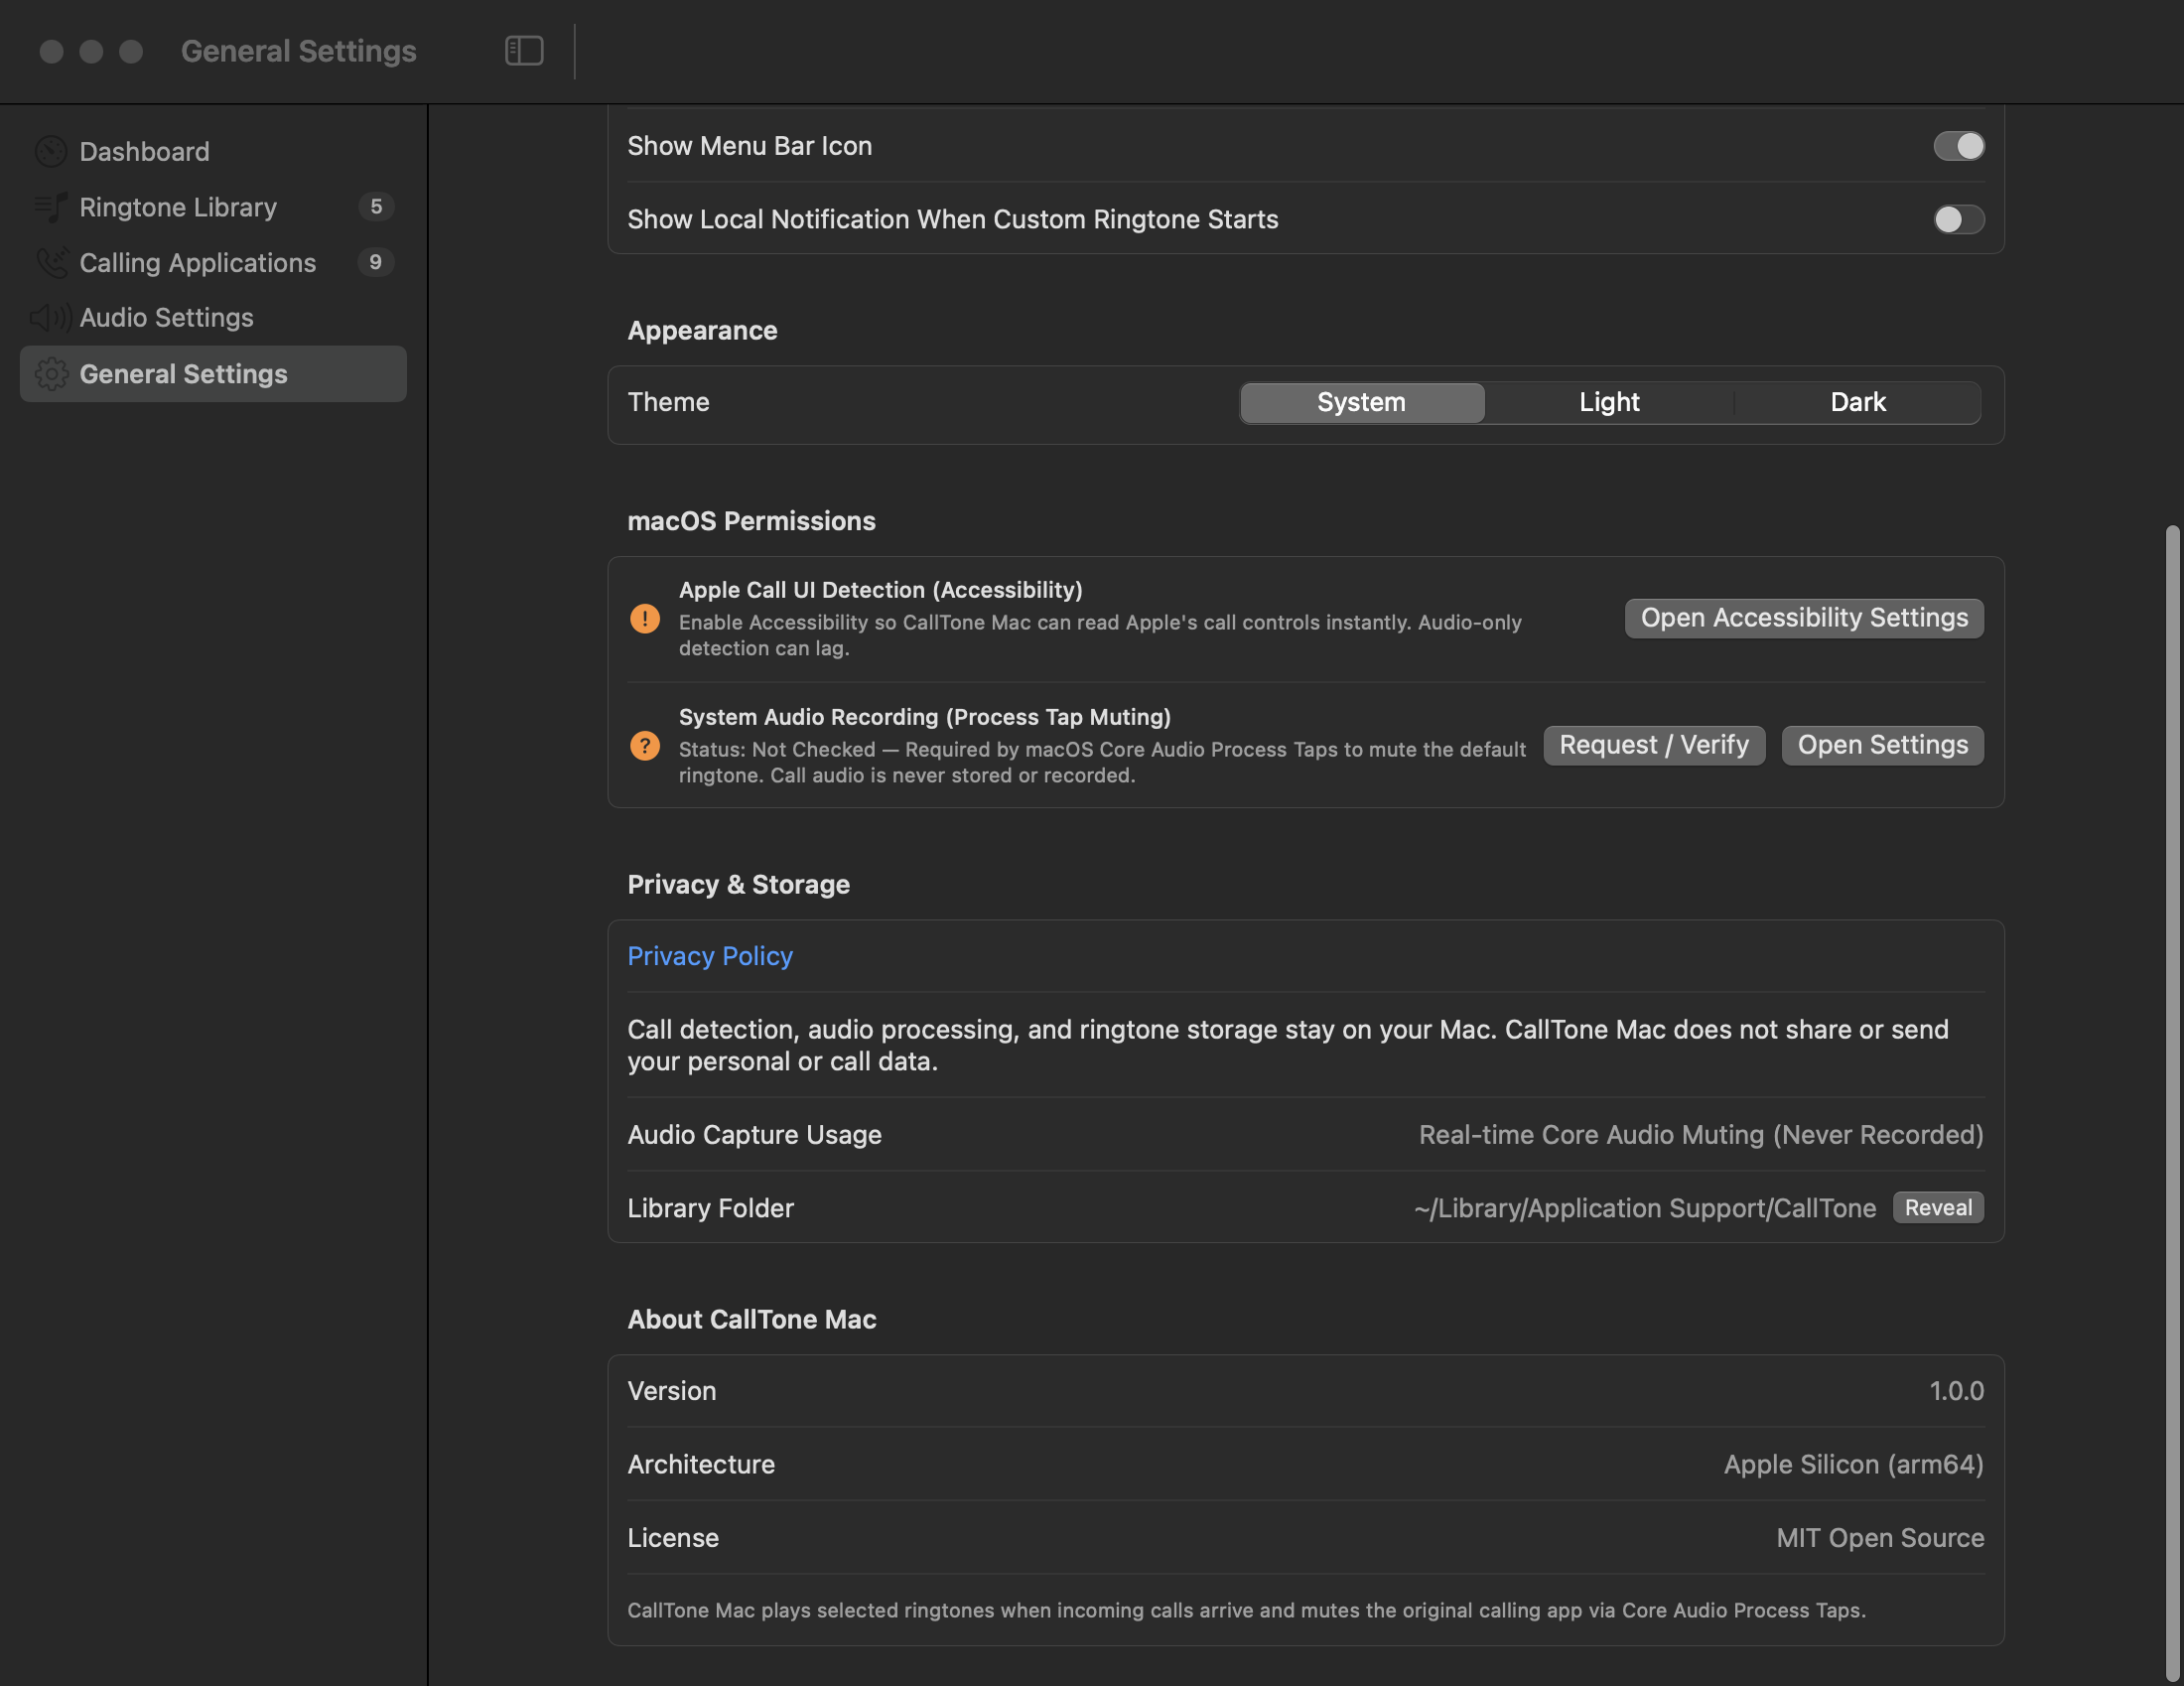 General Settings
Dashboard
Ringtone Library 5
Calling Applications 9
Audio Settings
General Settings
Show Menu Bar Icon
Show Local Notification When Custom Ringtone Starts
Appearance
Theme System Light Dark
macOS Permissions
Apple Call UI Detection (Accessibility)
! Enable Accessibility so CallTone Mac can read Apple's call controls instantly. Audio-only
detection can lag.
Open Accessibility Settings
System Audio Recording (Process Tap Muting)
? Status: Not Checked — Required by macOS Core Audio Process Taps to mute the default
ringtone. Call audio is never stored or recorded.
Request / Verify Open Settings
Privacy & Storage
Privacy Policy
Call detection, audio processing, and ringtone storage stay on your Mac. CallTone Mac does not share or send
your personal or call data.
Audio Capture Usage Real-time Core Audio Muting (Never Recorded)
Library Folder ~/Library/Application Support/CallTone Reveal
About CallTone Mac
Version 1.0.0
Architecture Apple Silicon (arm64)
License MIT Open Source
CallTone Mac plays selected ringtones when incoming calls arrive and mutes the original calling app via Core Audio Process Taps.